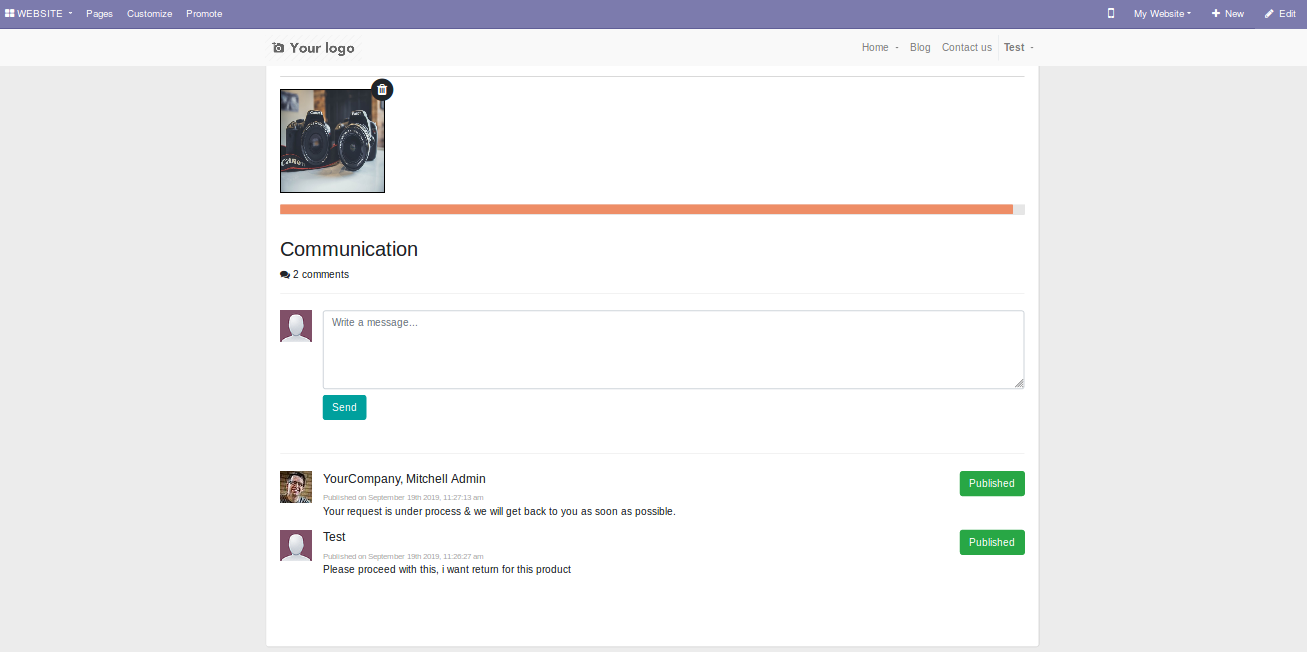 WEBSITE Pages Customize Promote My Website New Edit
Your logo Home Blog Contact us Test
Canon
Communication
2 comments
Write a message...
Send
YourCompany, Mitchell Admin Published
Published on September 19th 2019, 11:27:13 am
Your request is under process & we will get back to you as soon as possible.
Test Published
Published on September 19th 2019, 11:26:27 am
Please proceed with this, i want return for this product